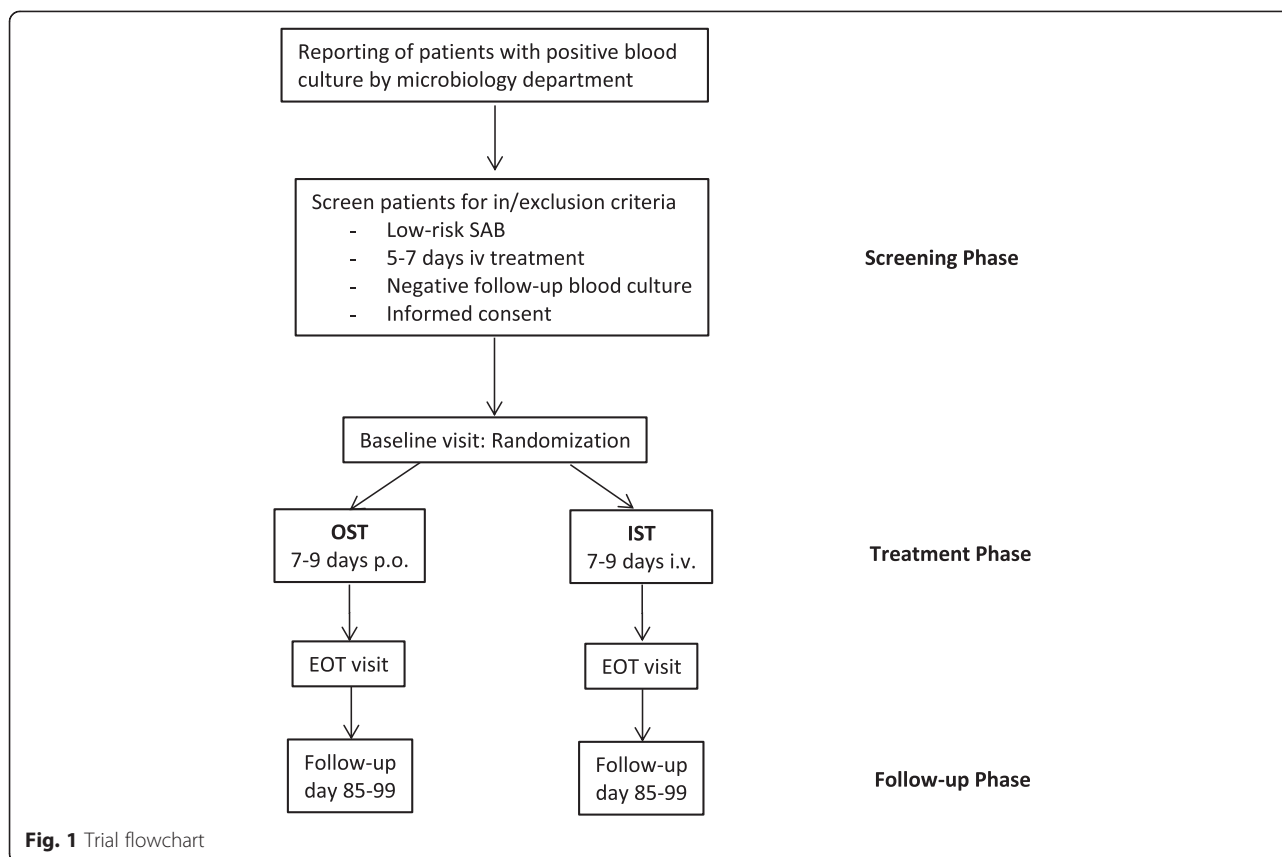 Reporting of patients with positive blood
culture by microbiology department
Screen patients for in/exclusion criteria
- Low-risk SAB
- 5-7 days iv treatment
- Negative follow-up blood culture
- Informed consent
Screening Phase
Baseline visit: Randomization
OST
7-9 days p.o.
IST
7-9 days i.v.
Treatment Phase
EOT visit
EOT visit
Follow-up
day 85-99
Follow-up
day 85-99
Follow-up Phase
Fig. 1 Trial flowchart